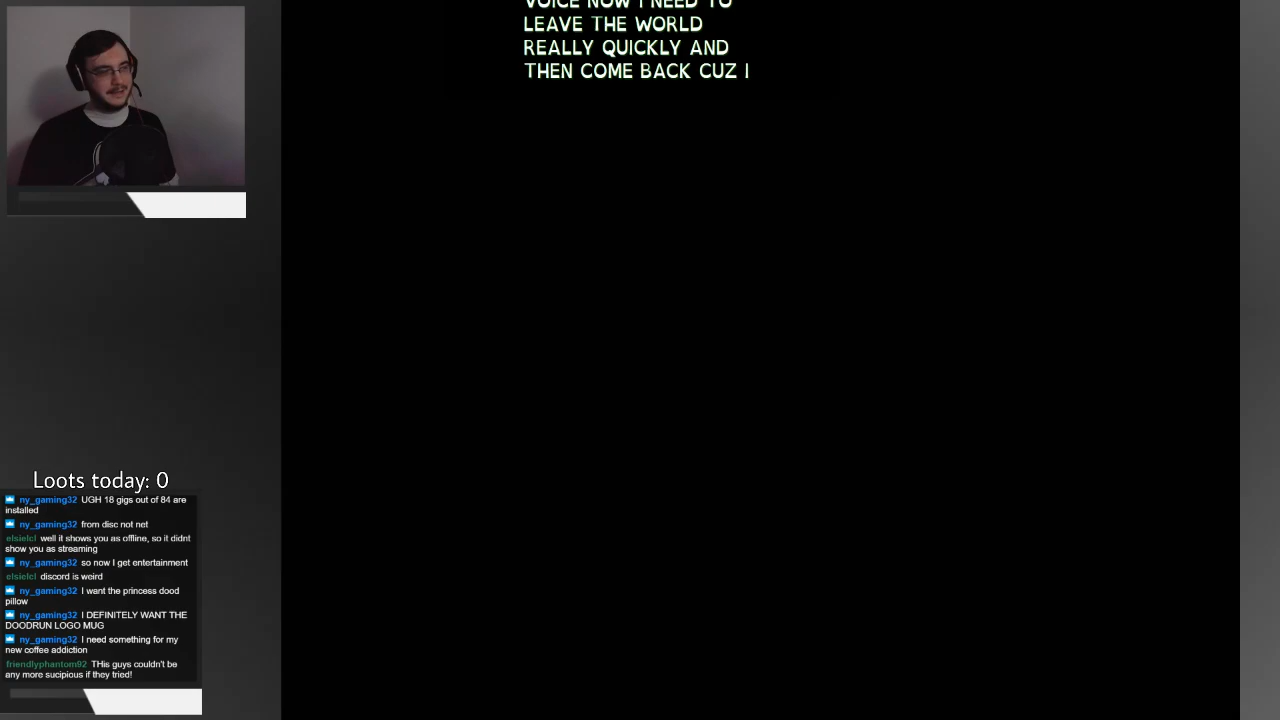 VOICE NOW I NEED TO
LEAVE THE WORLD
REALLY QUICKLY AND
THEN COME BACK CUZ I
Loots today: 0
ny_gaming32 UGH 18 gigs out of 84 are
installed
ny_gaming32 from disc not net
elsielcl well it shows you as offline, so it didnt
show you as streaming
ny_gaming32 so now I get entertainment
elsielcl discord is weird
ny_gaming32 I want the princess dood
pillow
ny_gaming32 I DEFINITELY WANT THE
DOODRUN LOGO MUG
ny_gaming32 I need something for my
new coffee addiction
friendlyphantom92 THis guys couldn't be
any more sucipious if they tried!